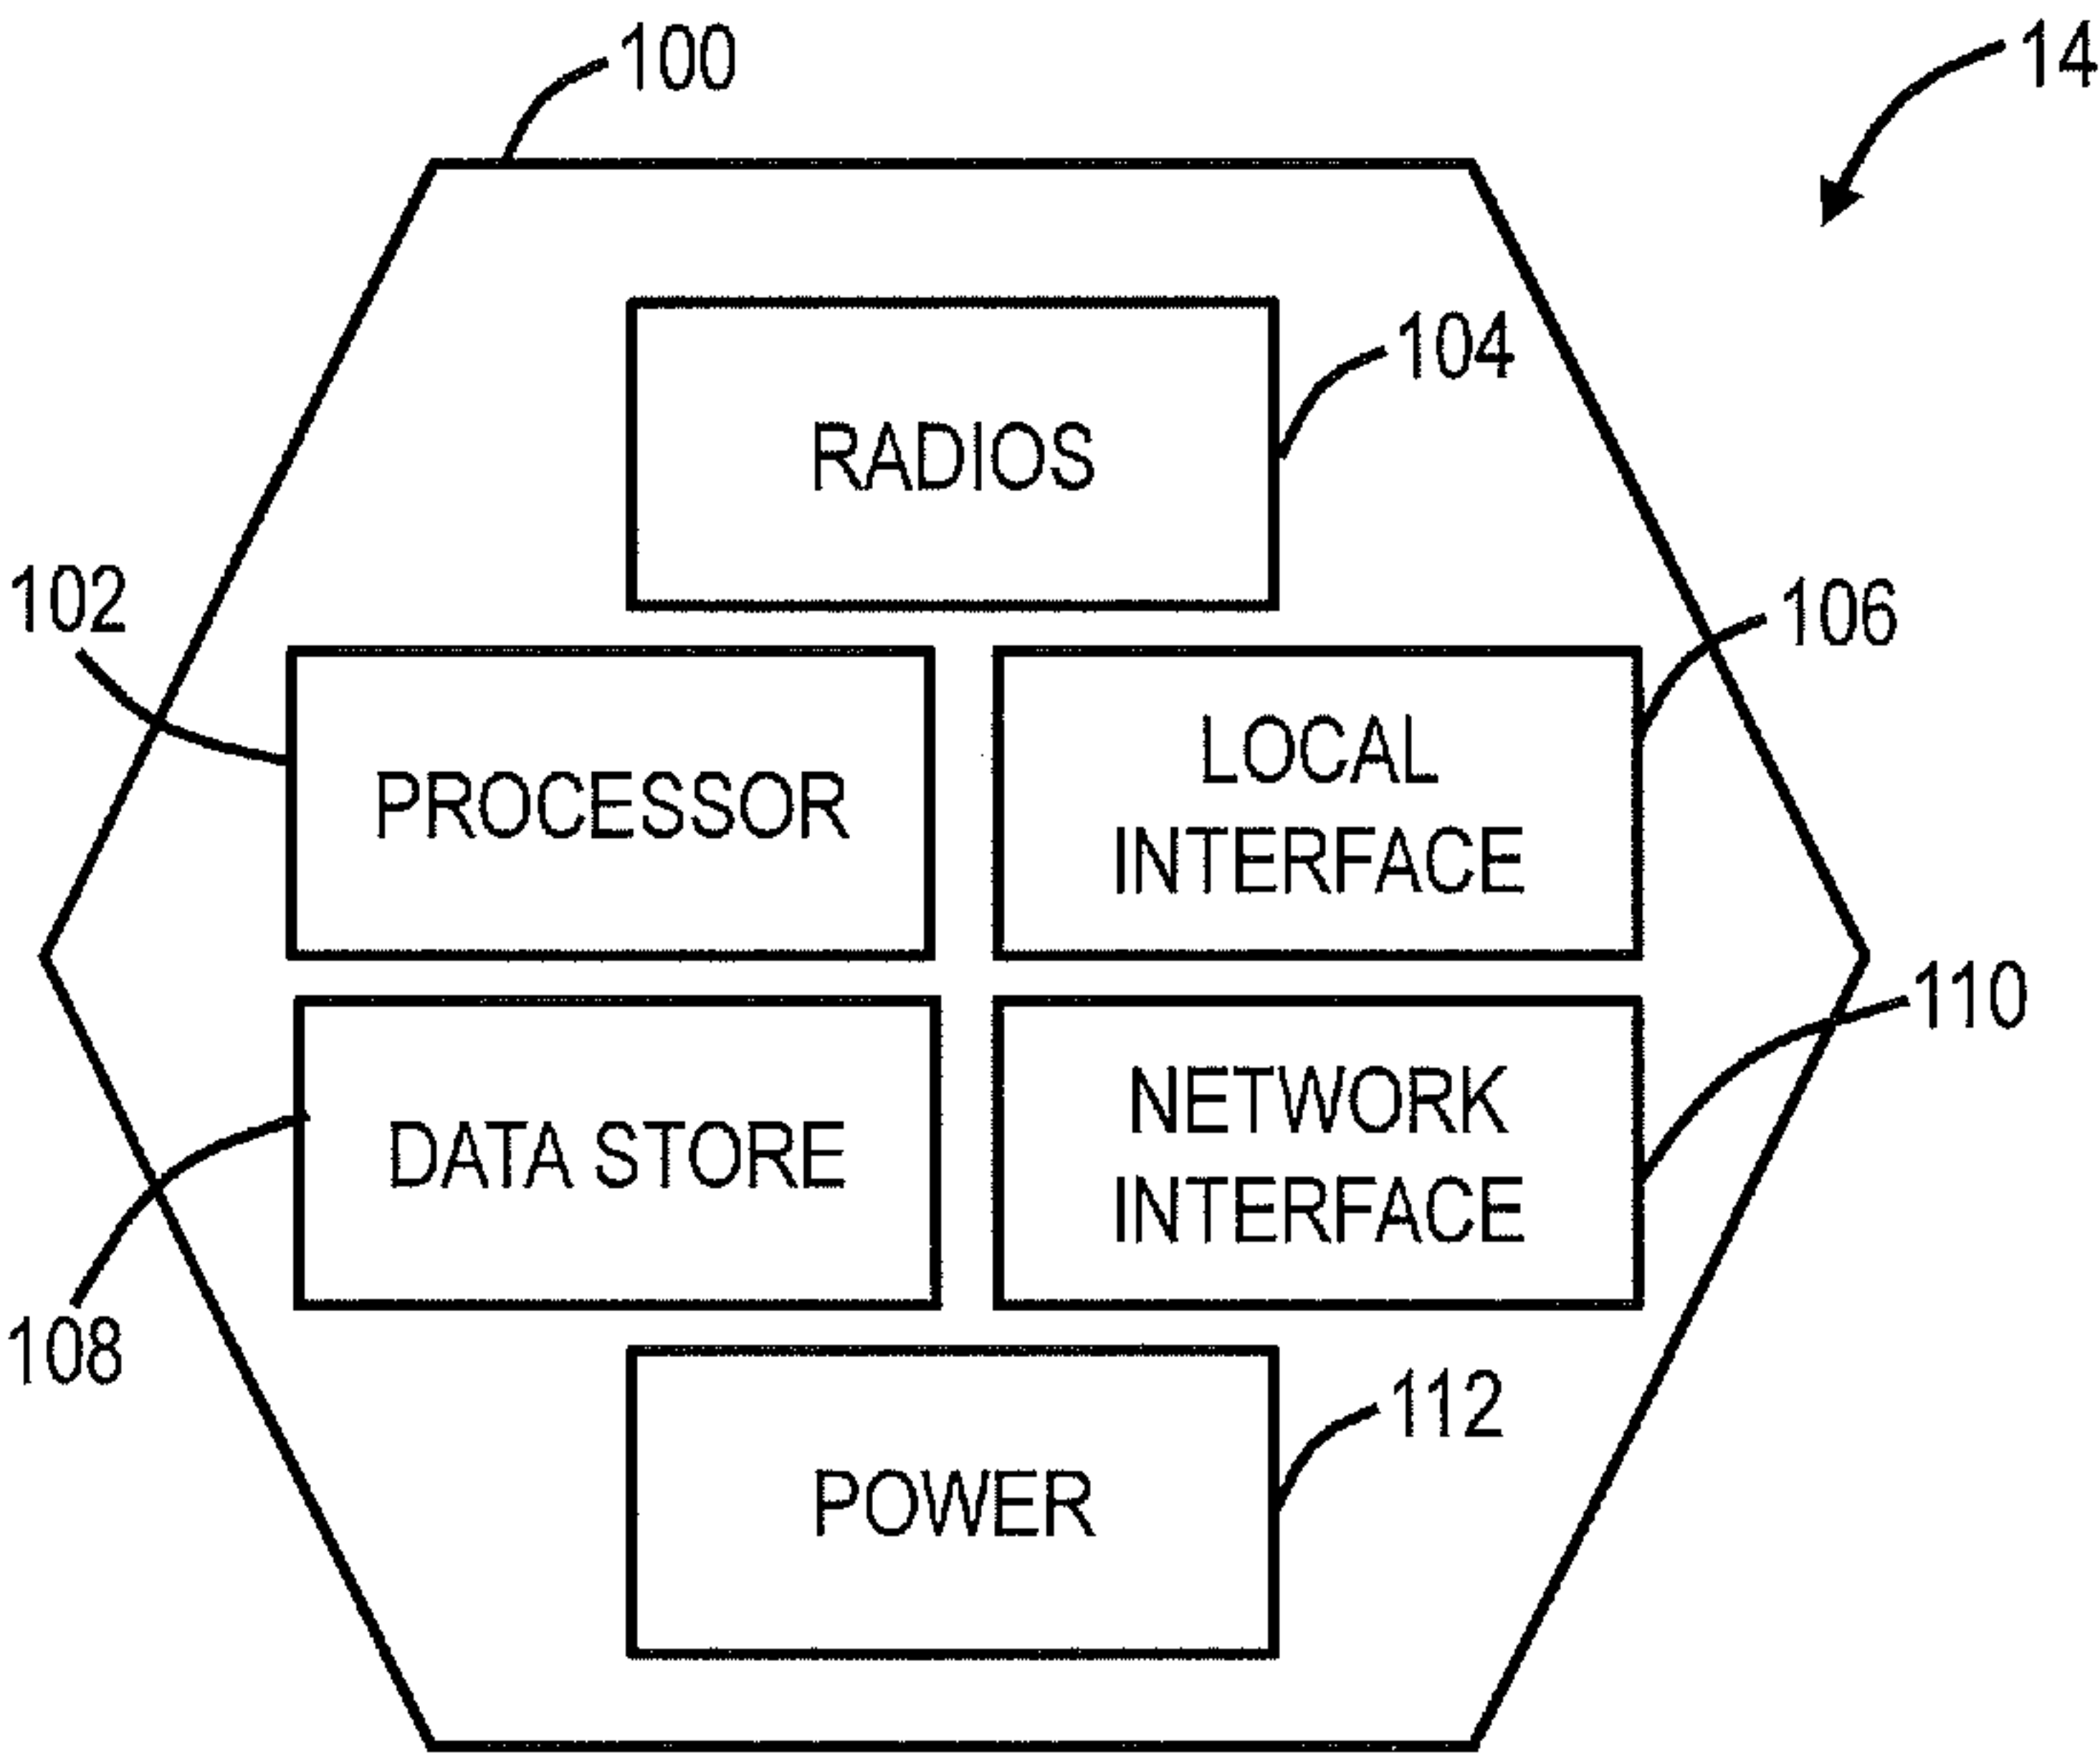 100
14
RADIOS
104
102
106
PROCESSOR
LOCAL
INTERFACE
110
DATA STORE
NETWORK
INTERFACE
108
POWER
112